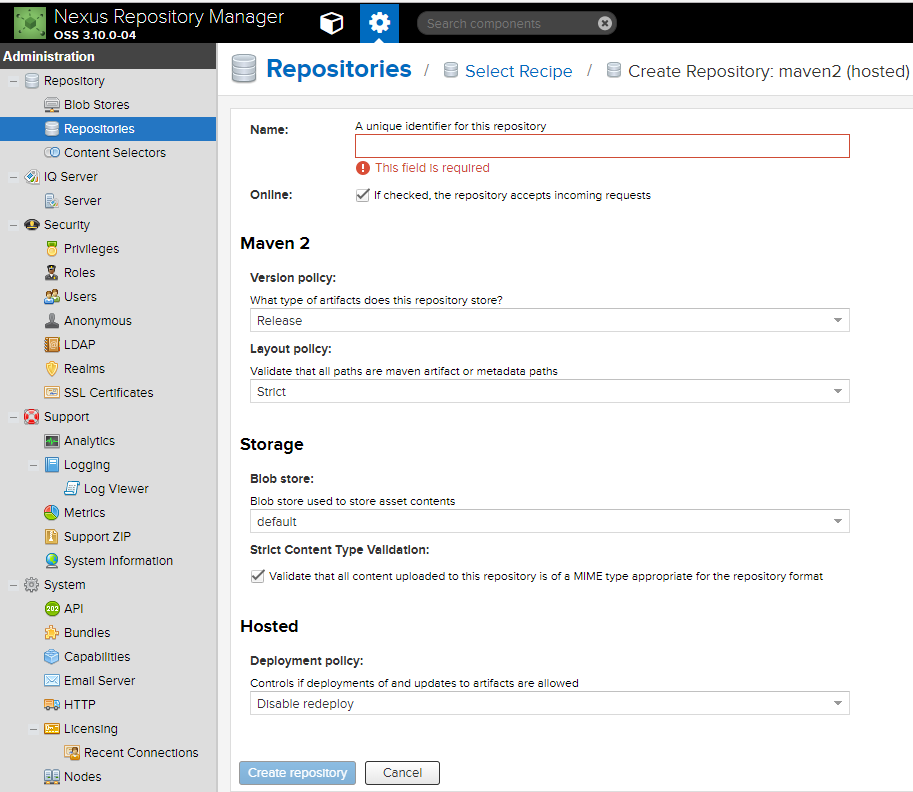 Nexus Repository Manager
OSS 3.10.0-04
Search components
Administration
Repository
Blob Stores
Repositories
Content Selectors
IQ Server
Server
Security
Privileges
Roles
Users
Anonymous
LDAP
Realms
SSL Certificates
Support
Analytics
Logging
Log Viewer
Metrics
Support ZIP
System Information
System
202 API
Bundles
Capabilities
Email Server
HTTP
Licensing
Recent Connections
Nodes
Repositories / Select Recipe / Create Repository: maven2 (hosted)
Name:
A unique identifier for this repository
This field is required
Online:
If checked, the repository accepts incoming requests
Maven 2
Version policy:
What type of artifacts does this repository store?
Release
Layout policy:
Validate that all paths are maven artifact or metadata paths
Strict
Storage
Blob store:
Blob store used to store asset contents
default
Strict Content Type Validation:
Validate that all content uploaded to this repository is of a MIME type appropriate for the repository format
Hosted
Deployment policy:
Controls if deployments of and updates to artifacts are allowed
Disable redeploy
Create repository
Cancel